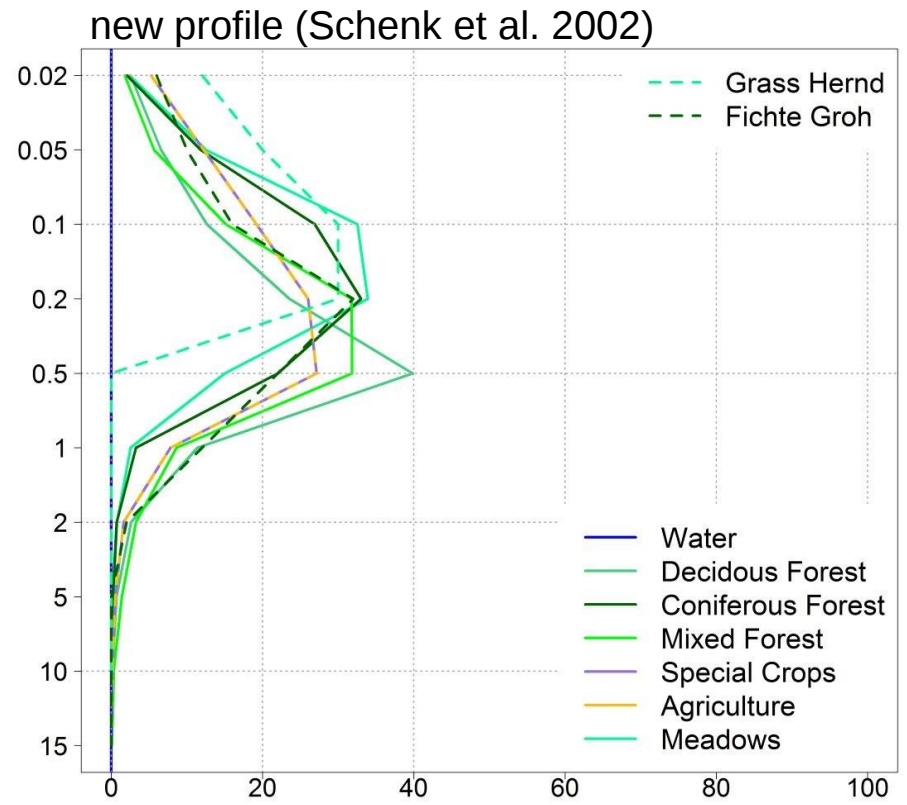 new profile (Schenk et al. 2002)
0.02
0.05
0.1
0.2
0.5
1
2
5
10
15
Grass Hernd
Fichte Groh
Water
Decidous Forest
Coniferous Forest
Mixed Forest
Special Crops
Agriculture
Meadows
0 20 40 60 80 100